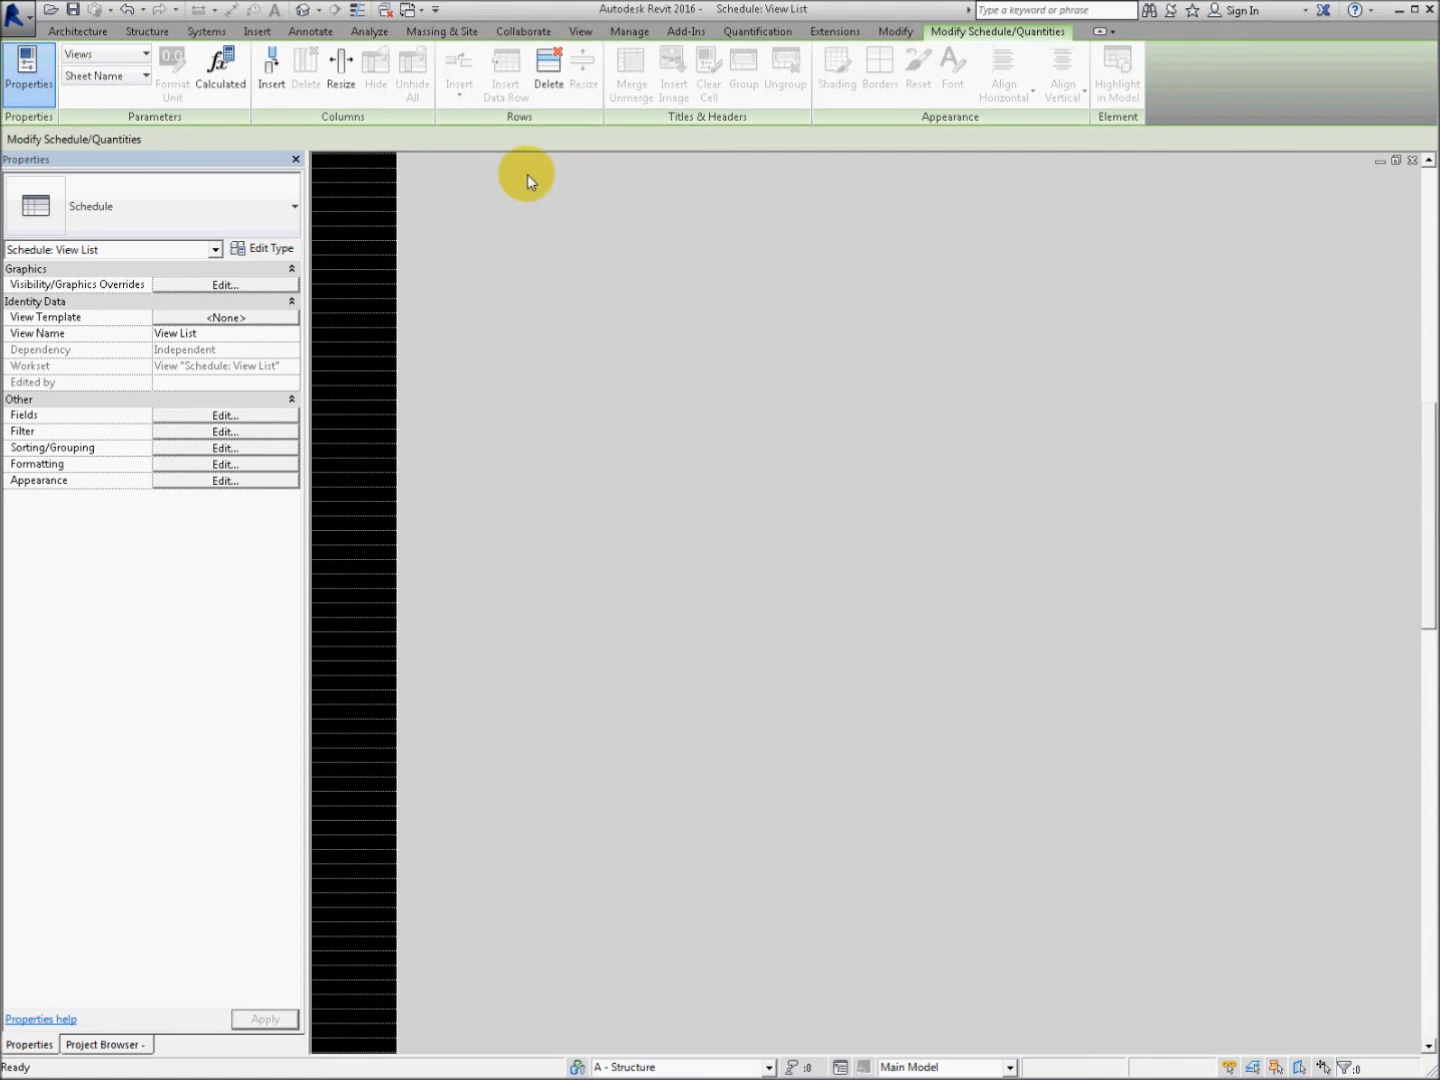 Autodesk Revit 2016 - Schedule: View List
Type a keyword or phrase
Sign In
Architecture Structure Systems Insert Annotate Analyze Massing & Site Collaborate View Manage Add-Ins Quantification Extensions Modify Modify Schedule/Quantities
Properties
Views
Sheet Name
Format Unit
Calculated
Insert Delete Resize Hide Unhide All
Insert
Insert Data Row
Delete Resize
Merge Unmerge
Insert Image
Clear Cell
Group Ungroup
Shading Borders Reset Font
Align Horizontal
Align Vertical
Highlight in Model
Properties Parameters Columns Rows Titles & Headers Appearance Element
Modify Schedule/Quantities
Properties
Schedule
Schedule: View List Edit Type
Graphics
Visibility/Graphics Overrides Edit...
Identity Data
View Template <None>
View Name View List
Dependency Independent
Workset View "Schedule: View List"
Edited by
Other
Fields Edit...
Filter Edit...
Sorting/Grouping Edit...
Formatting Edit...
Appearance Edit...
Properties help Apply
Properties Project Browser -
Ready A - Structure :0 Main Model :0